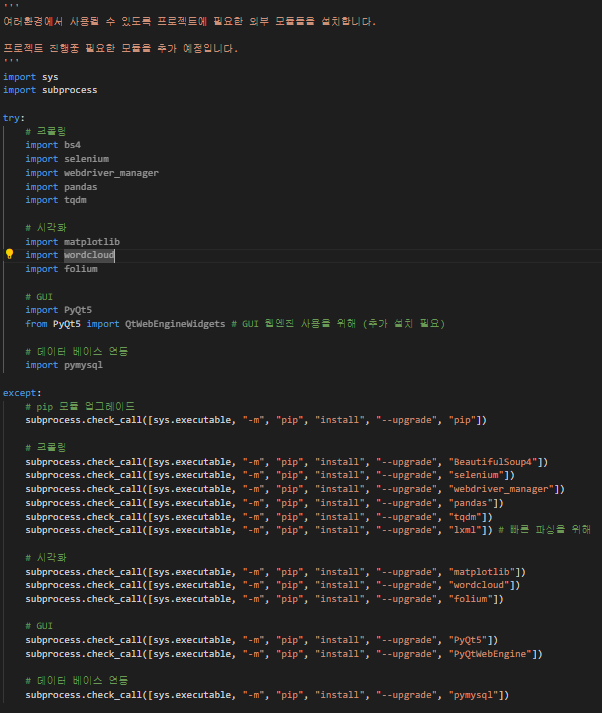 '''
여러환경에서 사용될 수 있도록 프로젝트에 필요한 외부 모듈들을 설치합니다.
프로젝트 진행중 필요한 모듈을 추가 예정입니다.
'''
import sys
import subprocess
try:
# 크롤링
import bs4
import selenium
import webdriver_manager
import pandas
import tqdm
# 시각화
import matplotlib
import wordcloud
import folium
# GUI
import PyQt5
from PyQt5 import QtWebEngineWidgets # GUI 웹엔진 사용을 위해 (추가 설치 필요)
# 데이터 베이스 연동
import pymysql
except:
# pip 모듈 업그레이드
subprocess.check_call([sys.executable, "-m", "pip", "install", "--upgrade", "pip"])
# 크롤링
subprocess.check_call([sys.executable, "-m", "pip", "install", "--upgrade", "BeautifulSoup4"])
subprocess.check_call([sys.executable, "-m", "pip", "install", "--upgrade", "selenium"])
subprocess.check_call([sys.executable, "-m", "pip", "install", "--upgrade", "webdriver_manager"])
subprocess.check_call([sys.executable, "-m", "pip", "install", "--upgrade", "pandas"])
subprocess.check_call([sys.executable, "-m", "pip", "install", "--upgrade", "tqdm"])
subprocess.check_call([sys.executable, "-m", "pip", "install", "--upgrade", "lxml"]) # 빠른 파싱을 위해
# 시각화
subprocess.check_call([sys.executable, "-m", "pip", "install", "--upgrade", "matplotlib"])
subprocess.check_call([sys.executable, "-m", "pip", "install", "--upgrade", "wordcloud"])
subprocess.check_call([sys.executable, "-m", "pip", "install", "--upgrade", "folium"])
# GUI
subprocess.check_call([sys.executable, "-m", "pip", "install", "--upgrade", "PyQt5"])
subprocess.check_call([sys.executable, "-m", "pip", "install", "--upgrade", "PyQtWebEngine"])
# 데이터 베이스 연동
subprocess.check_call([sys.executable, "-m", "pip", "install", "--upgrade", "pymysql"])